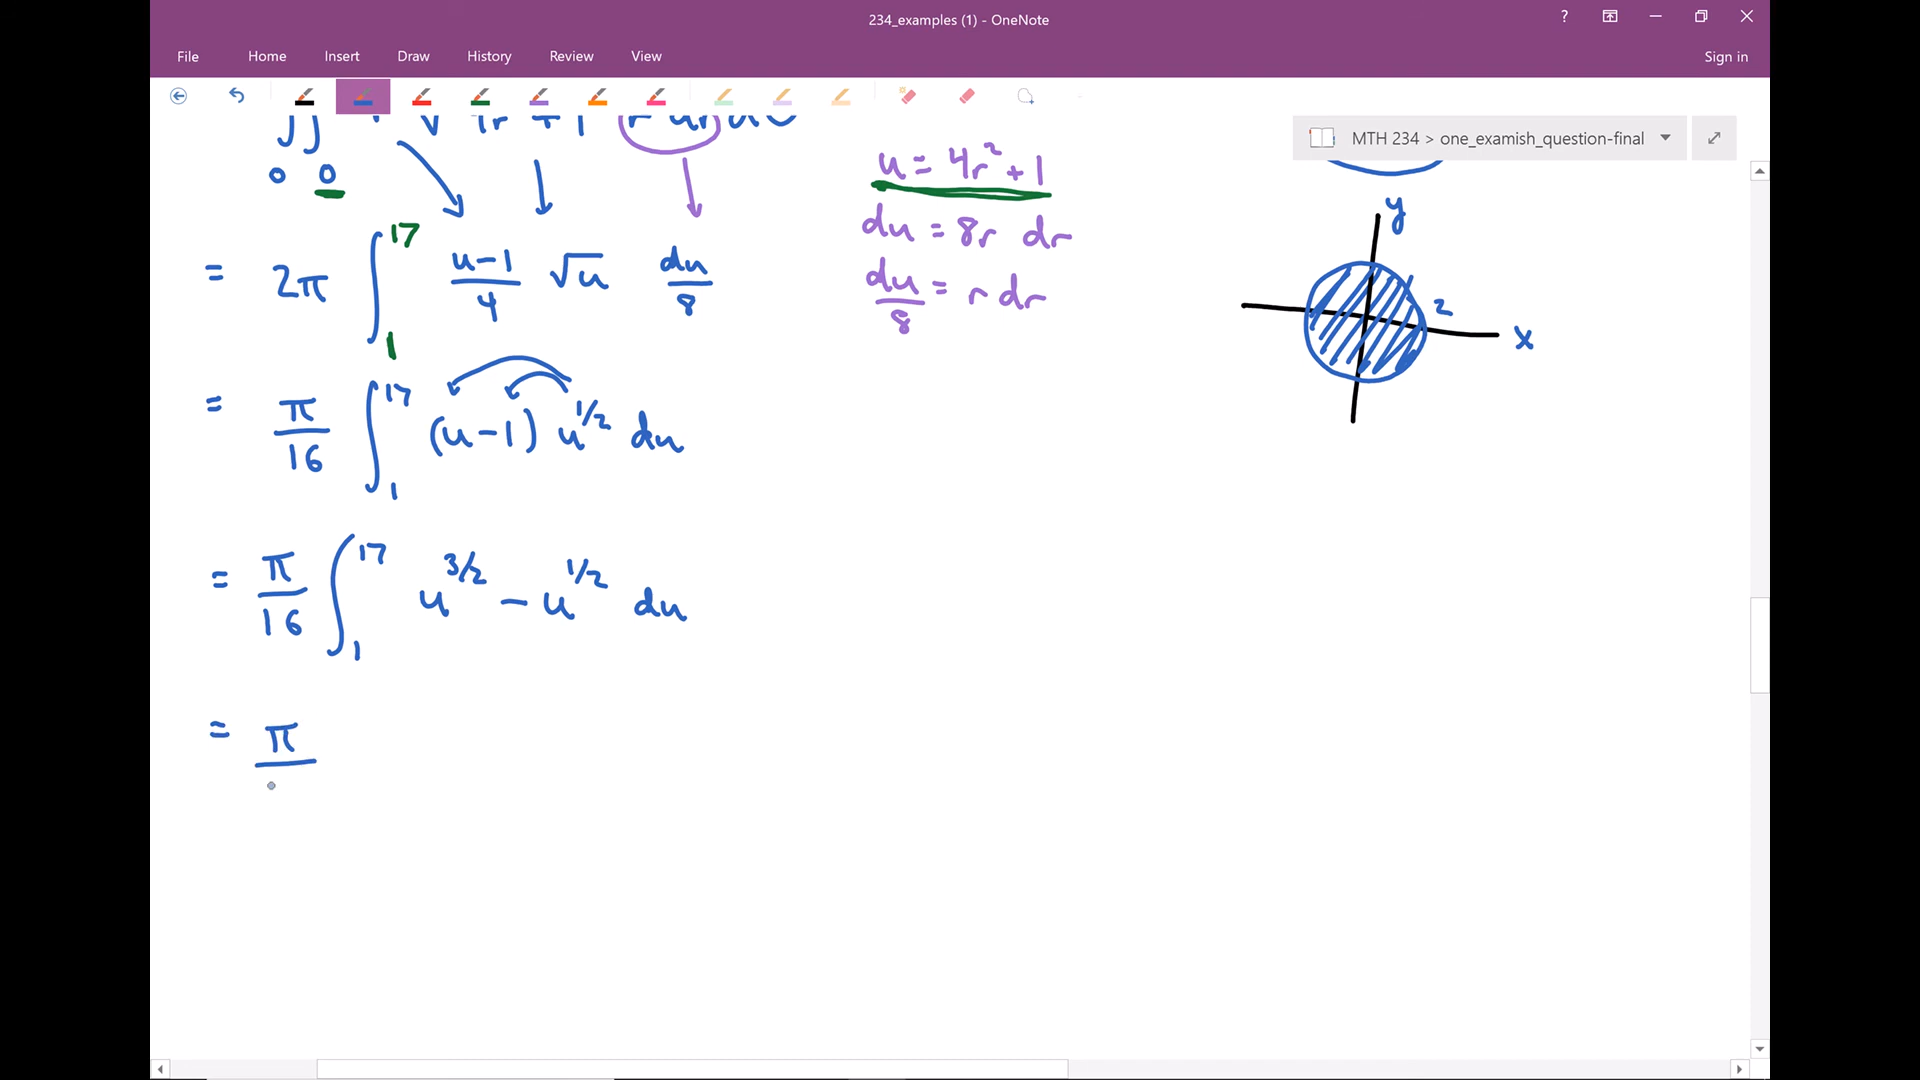 234_examples (1) - OneNote
?
File Home Insert Draw History Review View Sign in
MTH 234 > one_examish_question-final
0 0
u = 4r² + 1
du = 8r dr
du/8 = r dr
= 2π ∫₁¹⁷ (u-1)/4 √u du/8
= π/16 ∫₁¹⁷ (u-1) u^{1/2} du
= π/16 ∫₁¹⁷ u^{3/2} - u^{1/2} du
= π
y
2
x